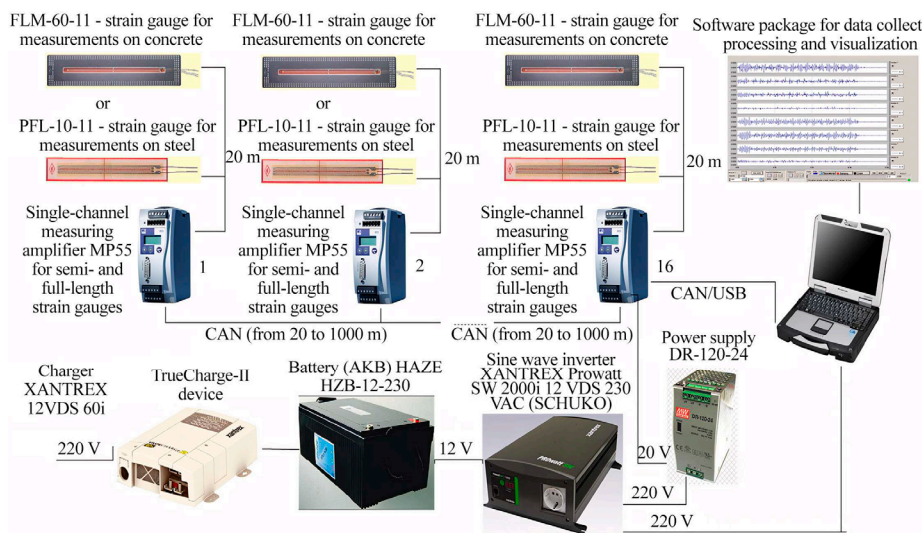 FLM-60-11 - strain gauge for
measurements on concrete
or
PFL-10-11 - strain gauge for
measurements on steel
20 m
Single-channel
measuring
amplifier MP55
for semi- and
full-length
strain gauges
1
FLM-60-11 - strain gauge for
measurements on concrete
or
PFL-10-11 - strain gauge for
measurements on steel
20 m
Single-channel
measuring
amplifier MP55
for semi- and
full-length
strain gauges
2
FLM-60-11 - strain gauge for
measurements on concrete
PFL-10-11 - strain gauge for
measurements on steel
20 m
Single-channel
measuring
amplifier MP55
for semi- and
full-length
strain gauges
16
Software package for data collect
processing and visualization
CAN/USB
CAN (from 20 to 1000 m)
CAN (from 20 to 1000 m)
Charger
XANTREX
12VDS 60i
220 V
TrueCharge-II
device
Battery (AKB) HAZE
HZB-12-230
12 V
Sine wave inverter
XANTREX Prowatt
SW 2000i 12 VDS 230
VAC (SCHUKO)
PROwatt SW
Power supply
DR-120-24
MW
DR-120-24
20 V
220 V
220 V